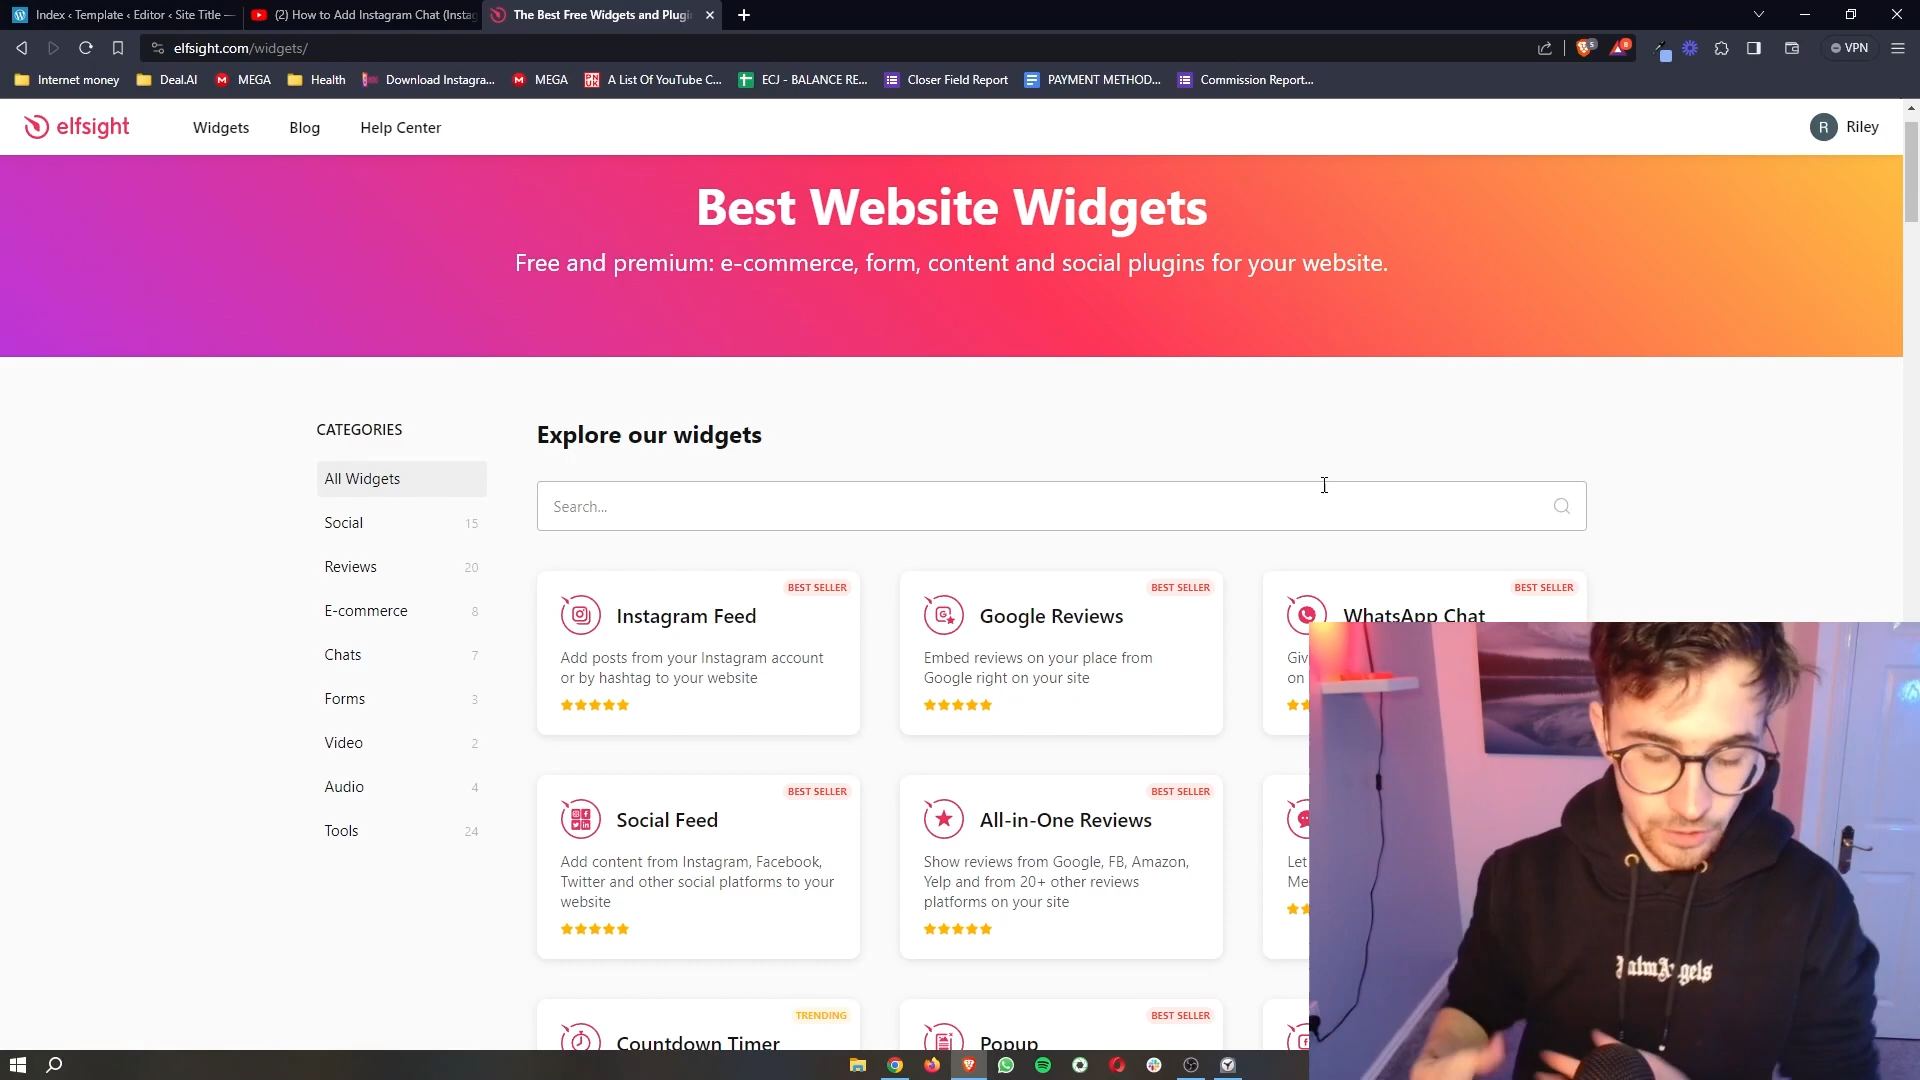 Index ‹ Template ‹ Editor ‹ Site Title —
(2) How to Add Instagram Chat (Instag
The Best Free Widgets and Plugi
elfsight.com/widgets/
VPN
Internet money
Deal.AI
MEGA
Health
Download Instagra...
MEGA
A List Of YouTube C...
ECJ - BALANCE RE...
Closer Field Report
PAYMENT METHOD...
Commission Report...
elfsight
Widgets
Blog
Help Center
R
Riley
Best Website Widgets
Free and premium: e-commerce, form, content and social plugins for your website.
CATEGORIES
All Widgets
Social 15
Reviews 20
E-commerce 8
Chats 7
Forms 3
Video 2
Audio 4
Tools 24
Explore our widgets
Search...
BEST SELLER
Instagram Feed
Add posts from your Instagram account
or by hashtag to your website
BEST SELLER
Google Reviews
Embed reviews on your place from
Google right on your site
BEST SELLER
WhatsApp Chat
Giv
on
BEST SELLER
Social Feed
Add content from Instagram, Facebook,
Twitter and other social platforms to your
website
BEST SELLER
All-in-One Reviews
Show reviews from Google, FB, Amazon,
Yelp and from 20+ other reviews
platforms on your site
Let
Me
TRENDING
Countdown Timer
BEST SELLER
Popup